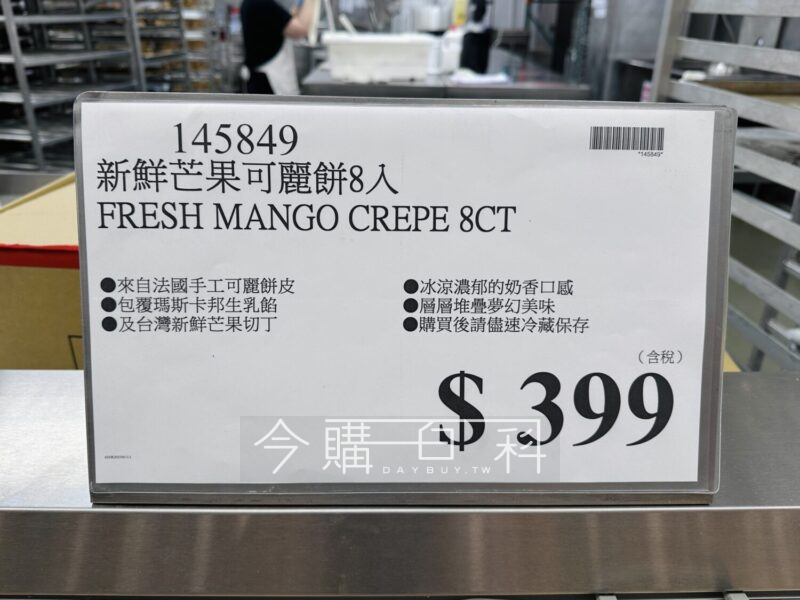 145849
*145849*
新鮮芒果可麗餅8入
FRESH MANGO CREPE 8CT
●來自法國手工可麗餅皮
●包覆瑪斯卡邦生乳餡
●及台灣新鮮芒果切丁
●冰涼濃郁的奶香口感
●層層堆疊夢幻美味
●購買後請儘速冷藏保存
（含稅）
$ 399
今購百科
DAYBUY.TW